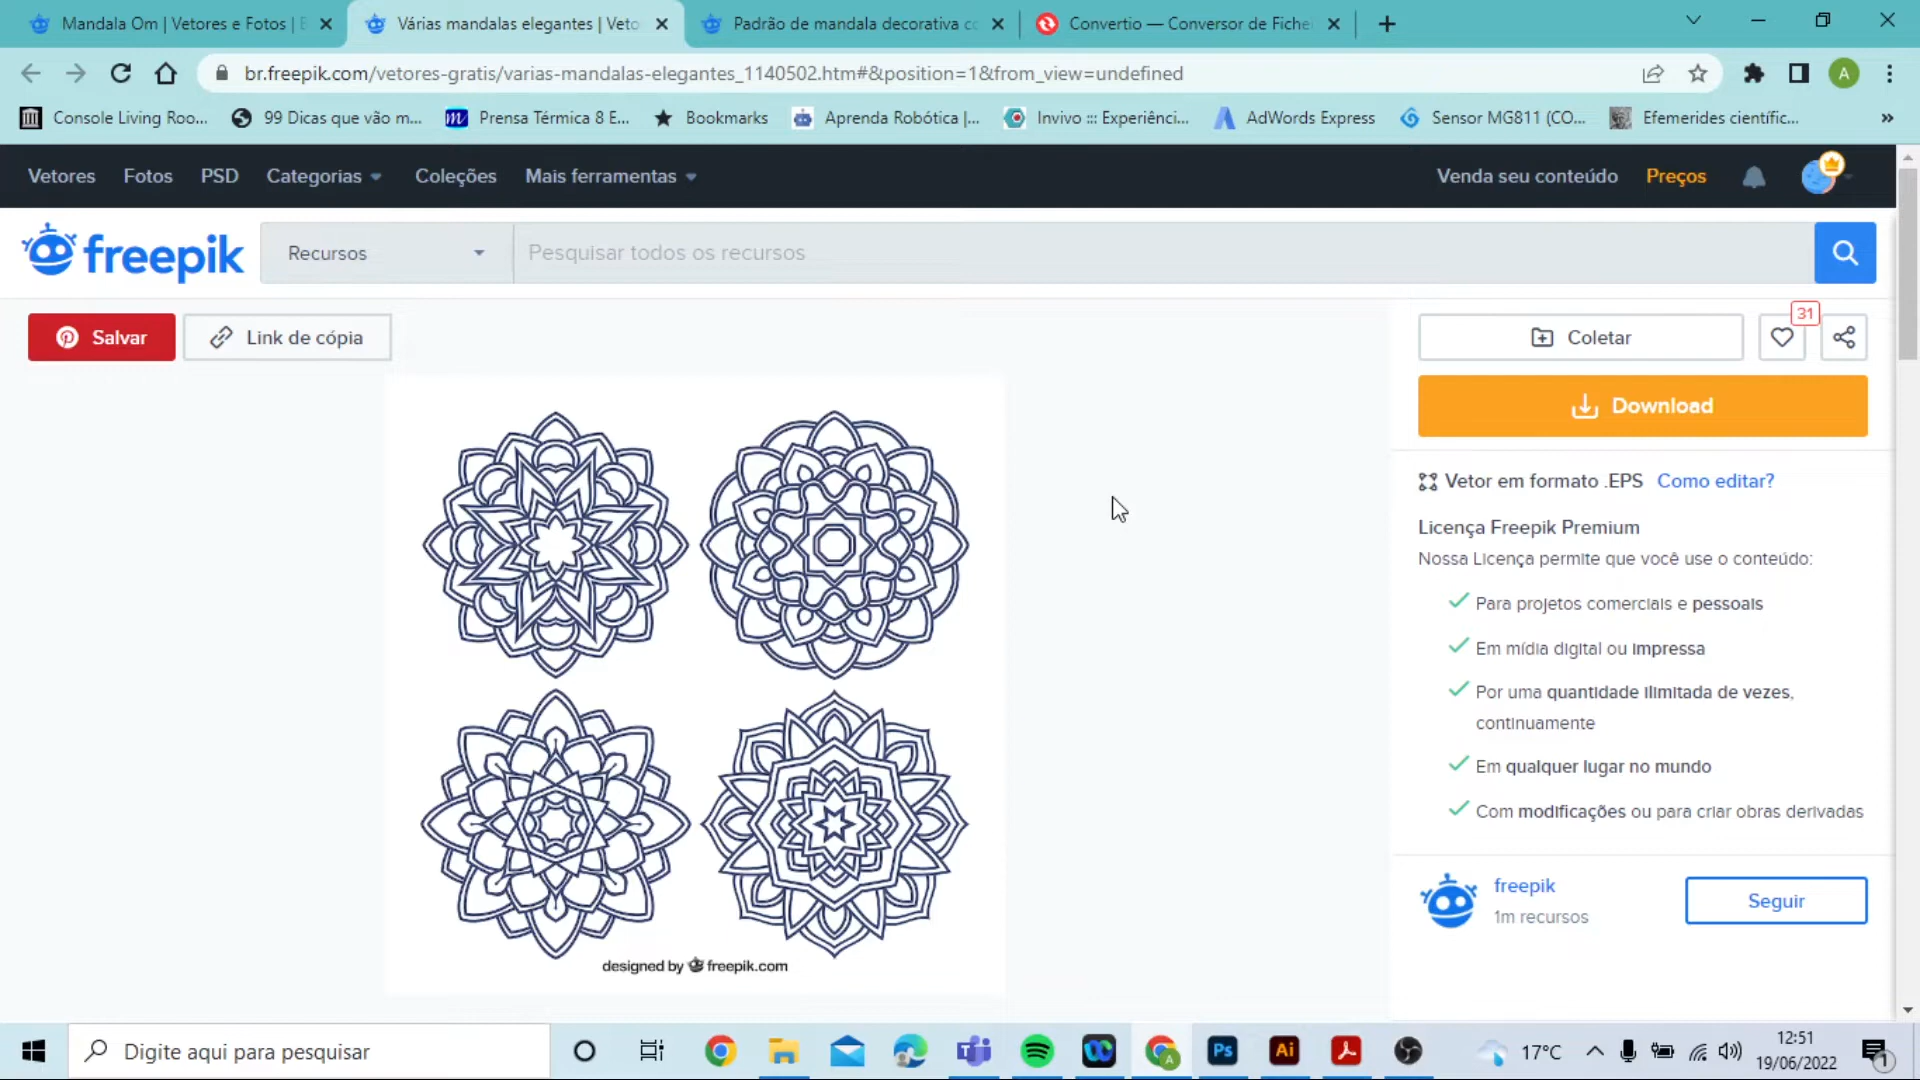 Mandala Om | Vetores e Fotos |
Várias mandalas elegantes | Veto
Padrão de mandala decorativa co
Convertio — Conversor de Fiche
br.freepik.com/vetores-gratis/varias-mandalas-elegantes_1140502.htm#&position=1&from_view=undefined
A
Console Living Roo...
99 Dicas que vão m...
Prensa Térmica 8 E...
Bookmarks
Aprenda Robótica |...
Invivo ::: Experiênci...
AdWords Express
Sensor MG811 (CO...
Efemerides científic...
»
Vetores
Fotos
PSD
Categorias
Coleções
Mais ferramentas
Venda seu conteúdo
Preços
freepik
Recursos
Pesquisar todos os recursos
Salvar
Link de cópia
Coletar
31
Download
Vetor em formato .EPS Como editar?
Licença Freepik Premium
Nossa Licença permite que você use o conteúdo:
Para projetos comerciais e pessoais
Em mídia digital ou impressa
Por uma quantidade ilimitada de vezes,
continuamente
Em qualquer lugar no mundo
Com modificações ou para criar obras derivadas
freepik
1m recursos
Seguir
designed by freepik.com
Digite aqui para pesquisar
Ps
Ai
17°C
12:51
19/06/2022
1